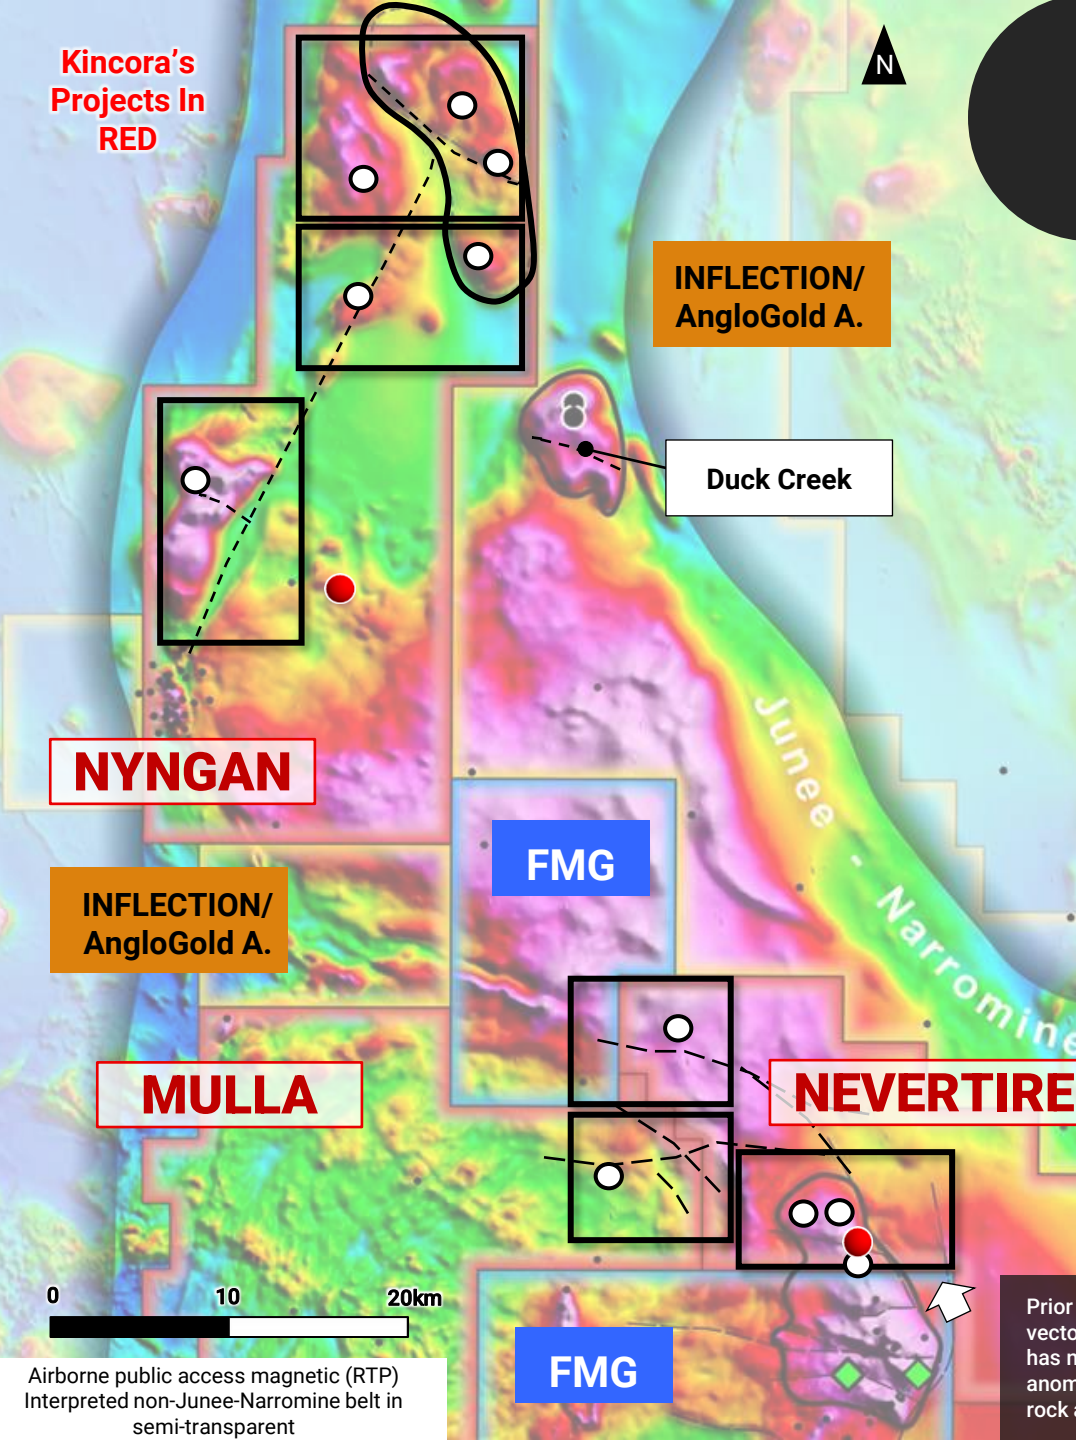 Kincora's
Projects In
RED
N
INFLECTION/
AngloGold A.
Duck Creek
NYNGAN
Junee - Narromine
FMG
INFLECTION/
AngloGold A.
MULLA
NEVERTIRE
0 10 20km
FMG
Prior
has n
rock a
Airborne public access magnetic (RTP)
Interpreted non-Junee-Narromine belt in
semi-transparent